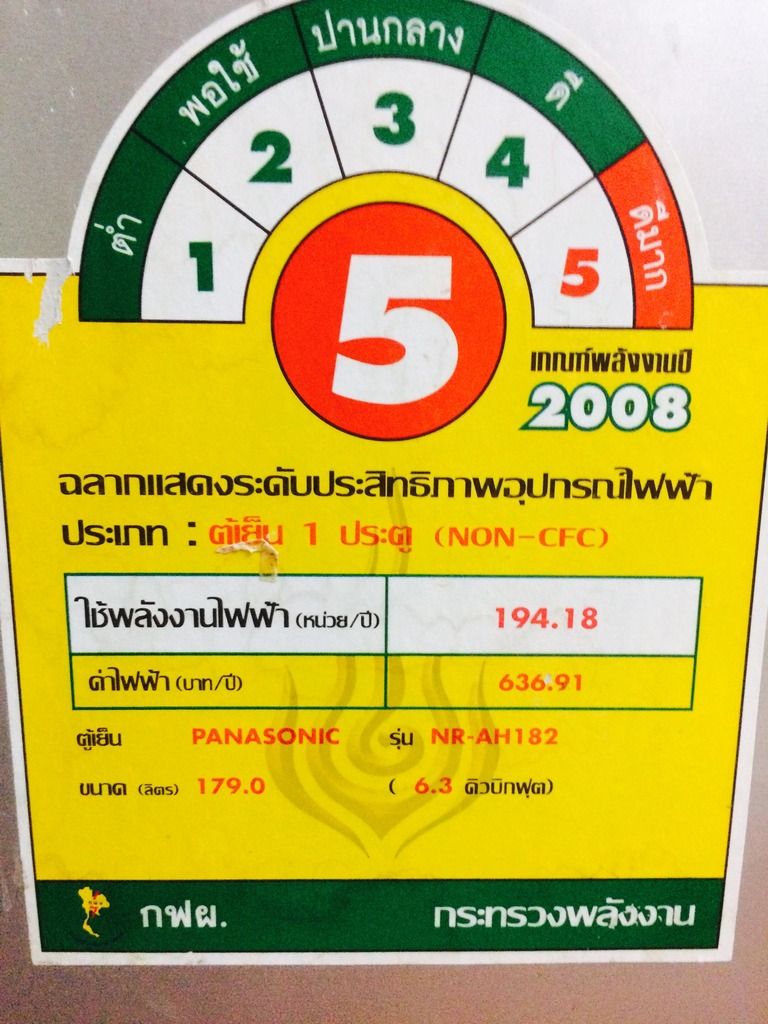 ต่ำ พอใช้ ปานกลาง ดี ดีมาก
1 2 3 4 5
5
เกณฑ์พลังงานปี
2008
ฉลากแสดงระดับประสิทธิภาพอุปกรณ์ไฟฟ้า
ประเภท : ตู้เย็น 1 ประตู (NON-CFC)
ใช้พลังงานไฟฟ้า (หน่วย/ปี) 194.18
ค่าไฟฟ้า (บาท/ปี) 636.91
ตู้เย็น PANASONIC รุ่น NR-AH182
ขนาด (ลิตร) 179.0 ( 6.3 คิวบิกฟุต)
กฟผ. กระทรวงพลังงาน